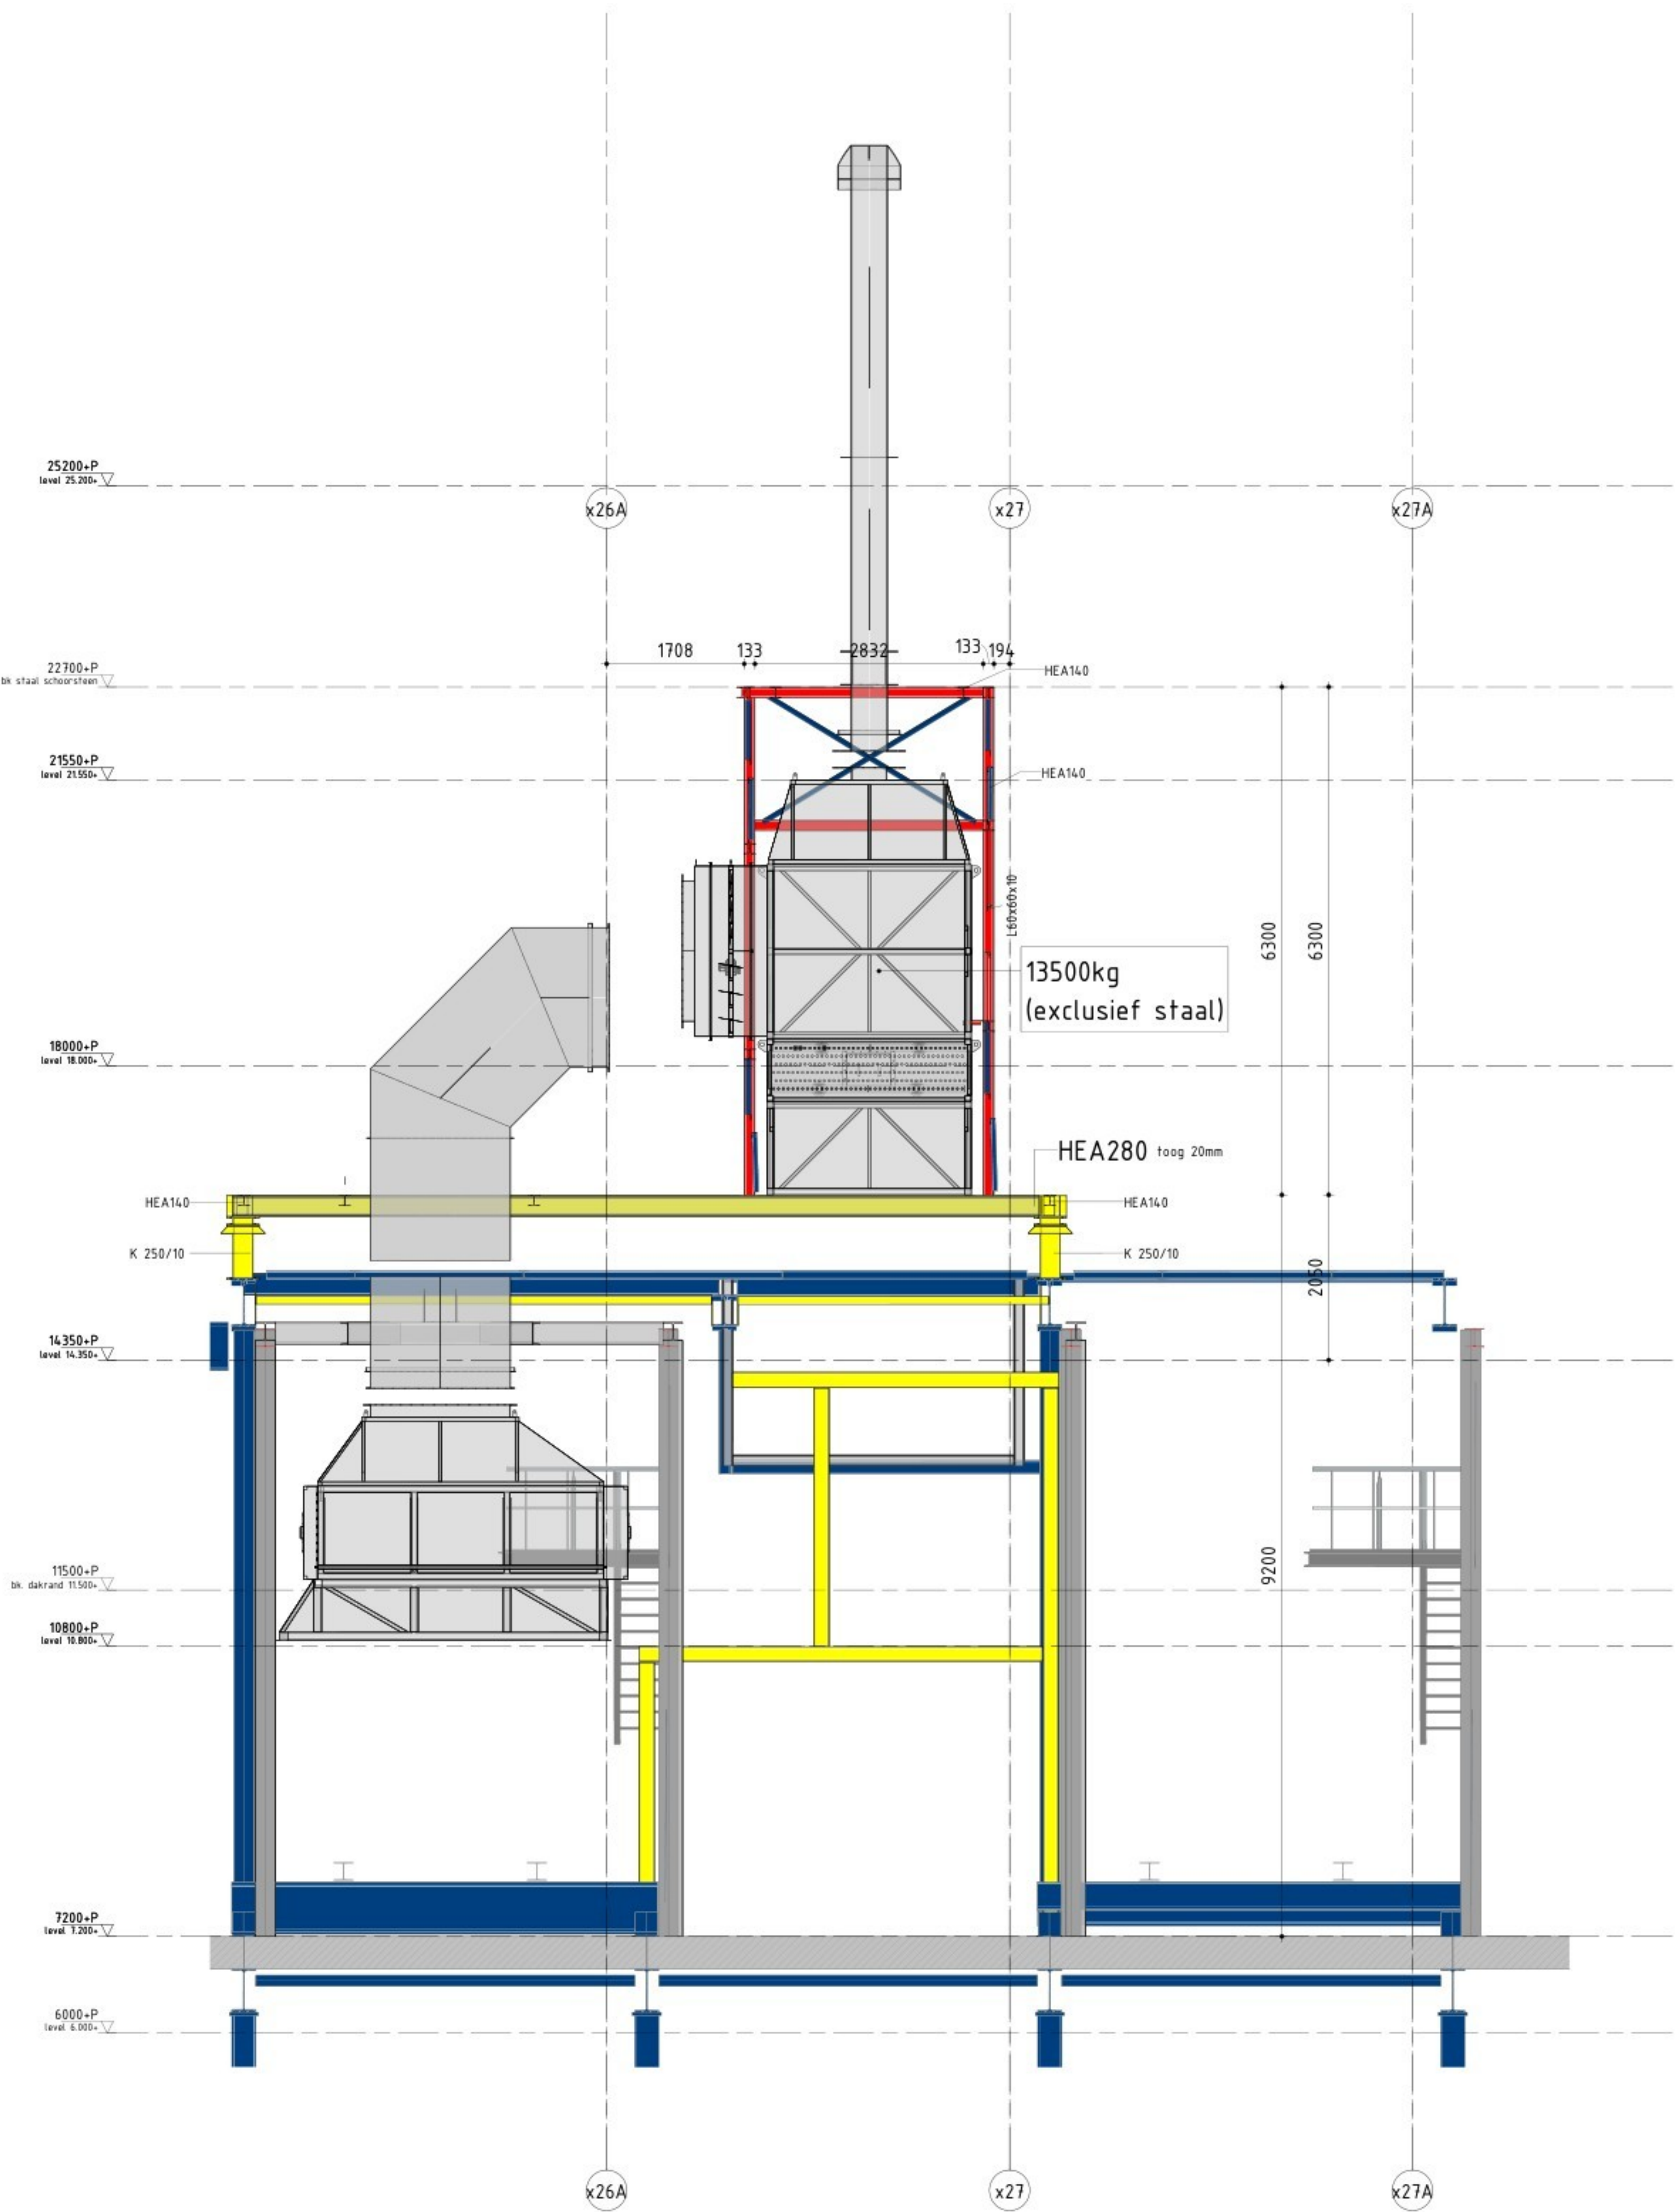 25200+P
level 25.200+
x26A
x27
x27A
1708
133
2832
133
194
22700+P
bk staal schoorsteen
HEA140
21550+P
level 21.550+
HEA140
L60x60x10
6300
6300
13500kg
(exclusief staal)
18000+P
level 18.000+
HEA280 toog 20mm
HEA140
HEA140
K 250/10
K 250/10
2050
14350+P
level 14.350+
11500+P
bk. dakrand 11.500+
9200
10800+P
level 10.800+
7200+P
level 7.200+
6000+P
level 6.000+
x26A
x27
x27A